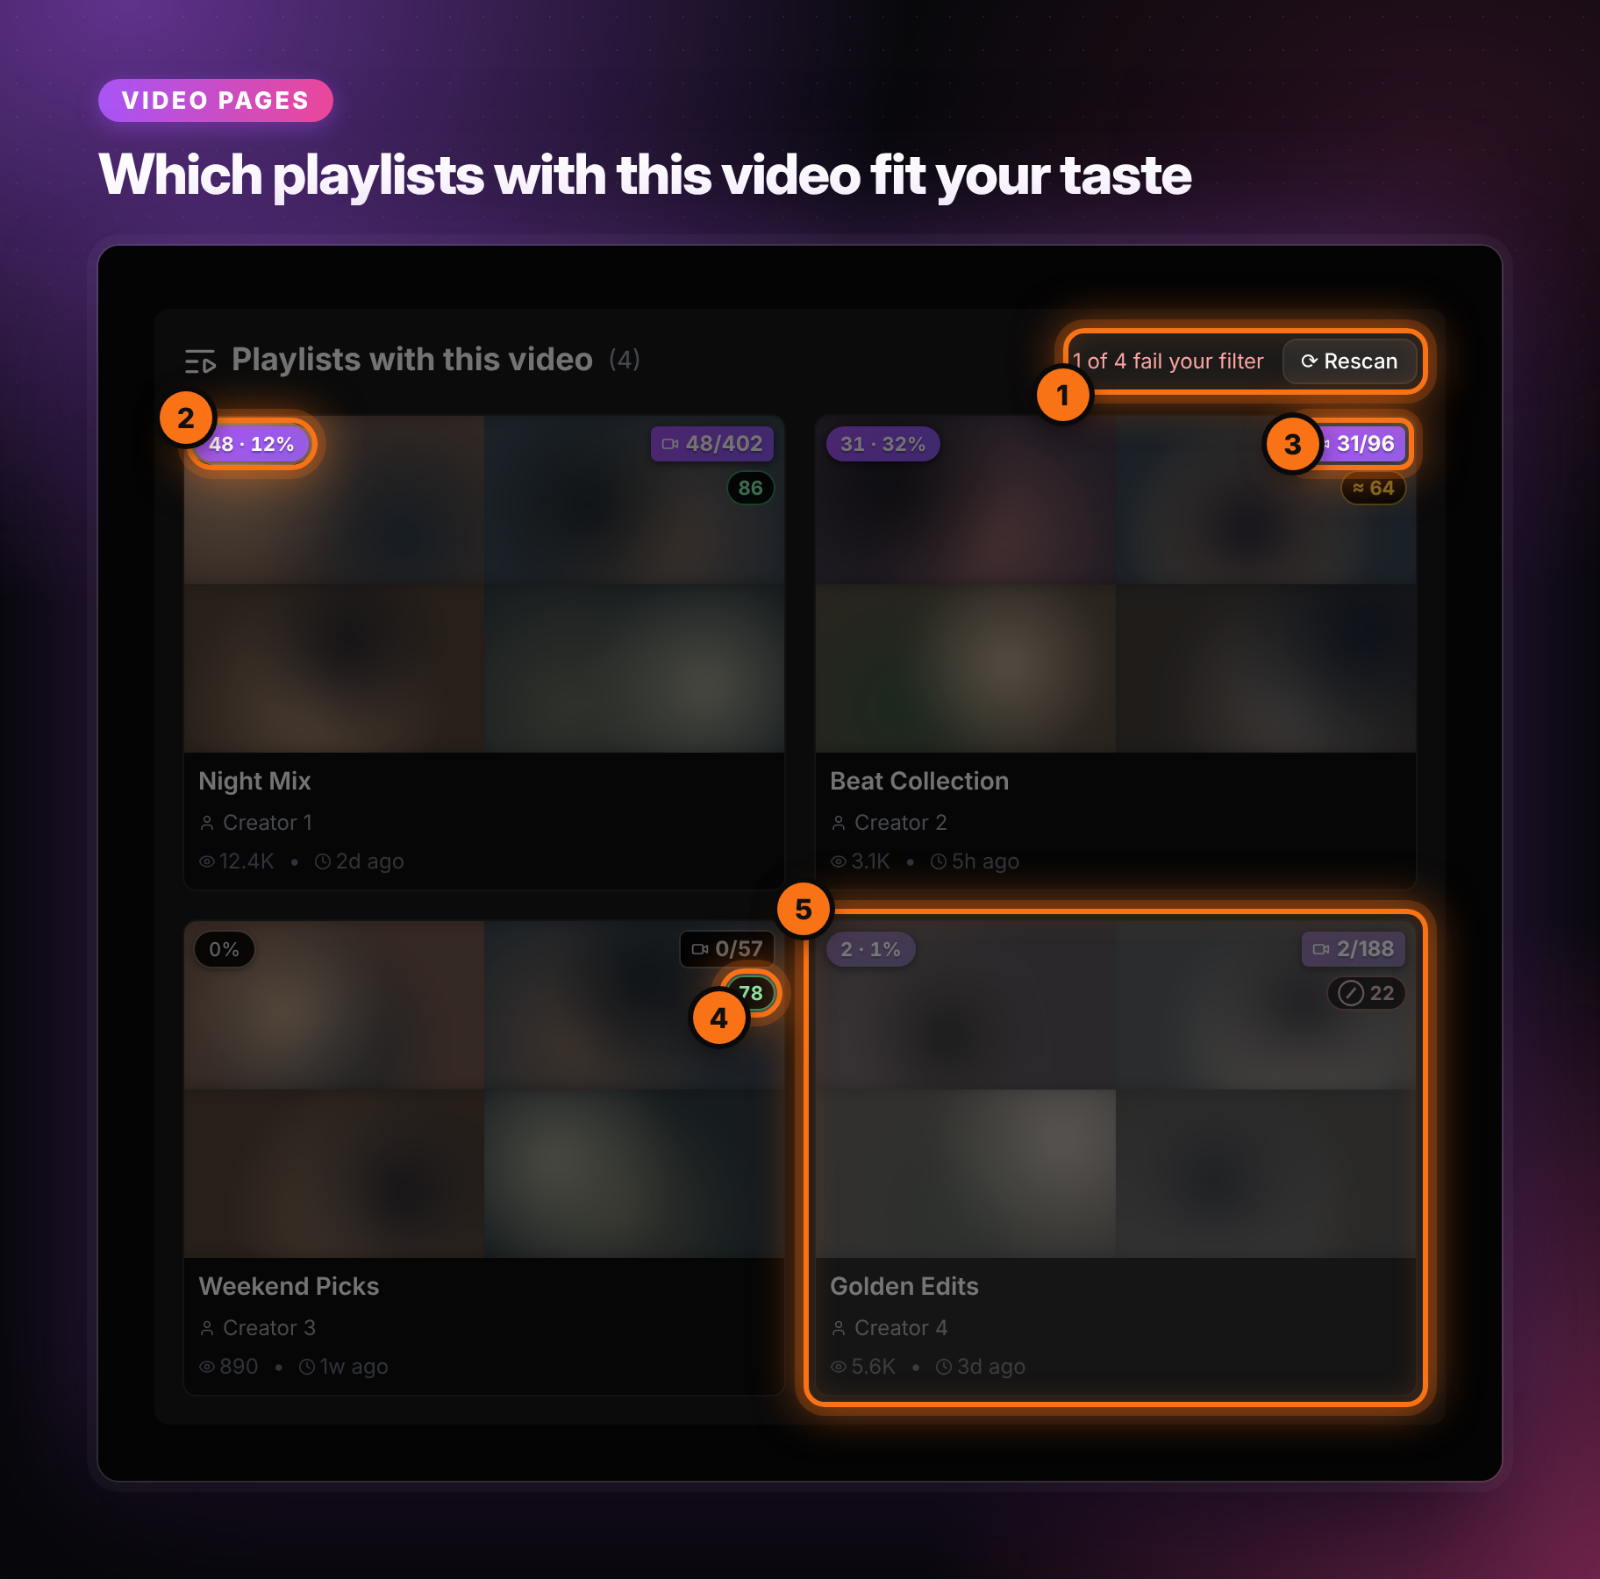 VIDEO PAGES
Which playlists with this video fit your taste
Playlists with this video (4)
1 of 4 fail your filter
⟳ Rescan
1
2
48 · 12%
48/402
86
31 · 32%
3
31/96
≈ 64
Night Mix
Creator 1
12.4K • 2d ago
Beat Collection
Creator 2
3.1K • 5h ago
0%
0/57
78
4
5
2 · 1%
2/188
22
Weekend Picks
Creator 3
890 • 1w ago
Golden Edits
Creator 4
5.6K • 3d ago